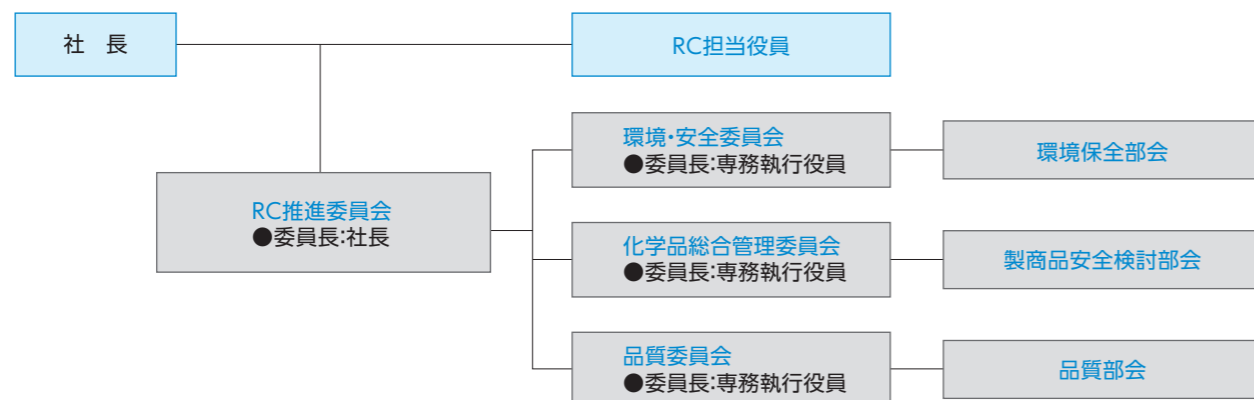 社　長
RC担当役員
RC推進委員会
●委員長:社長
環境・安全委員会
●委員長:専務執行役員
環境保全部会
化学品総合管理委員会
●委員長:専務執行役員
製商品安全検討部会
品質委員会
●委員長:専務執行役員
品質部会